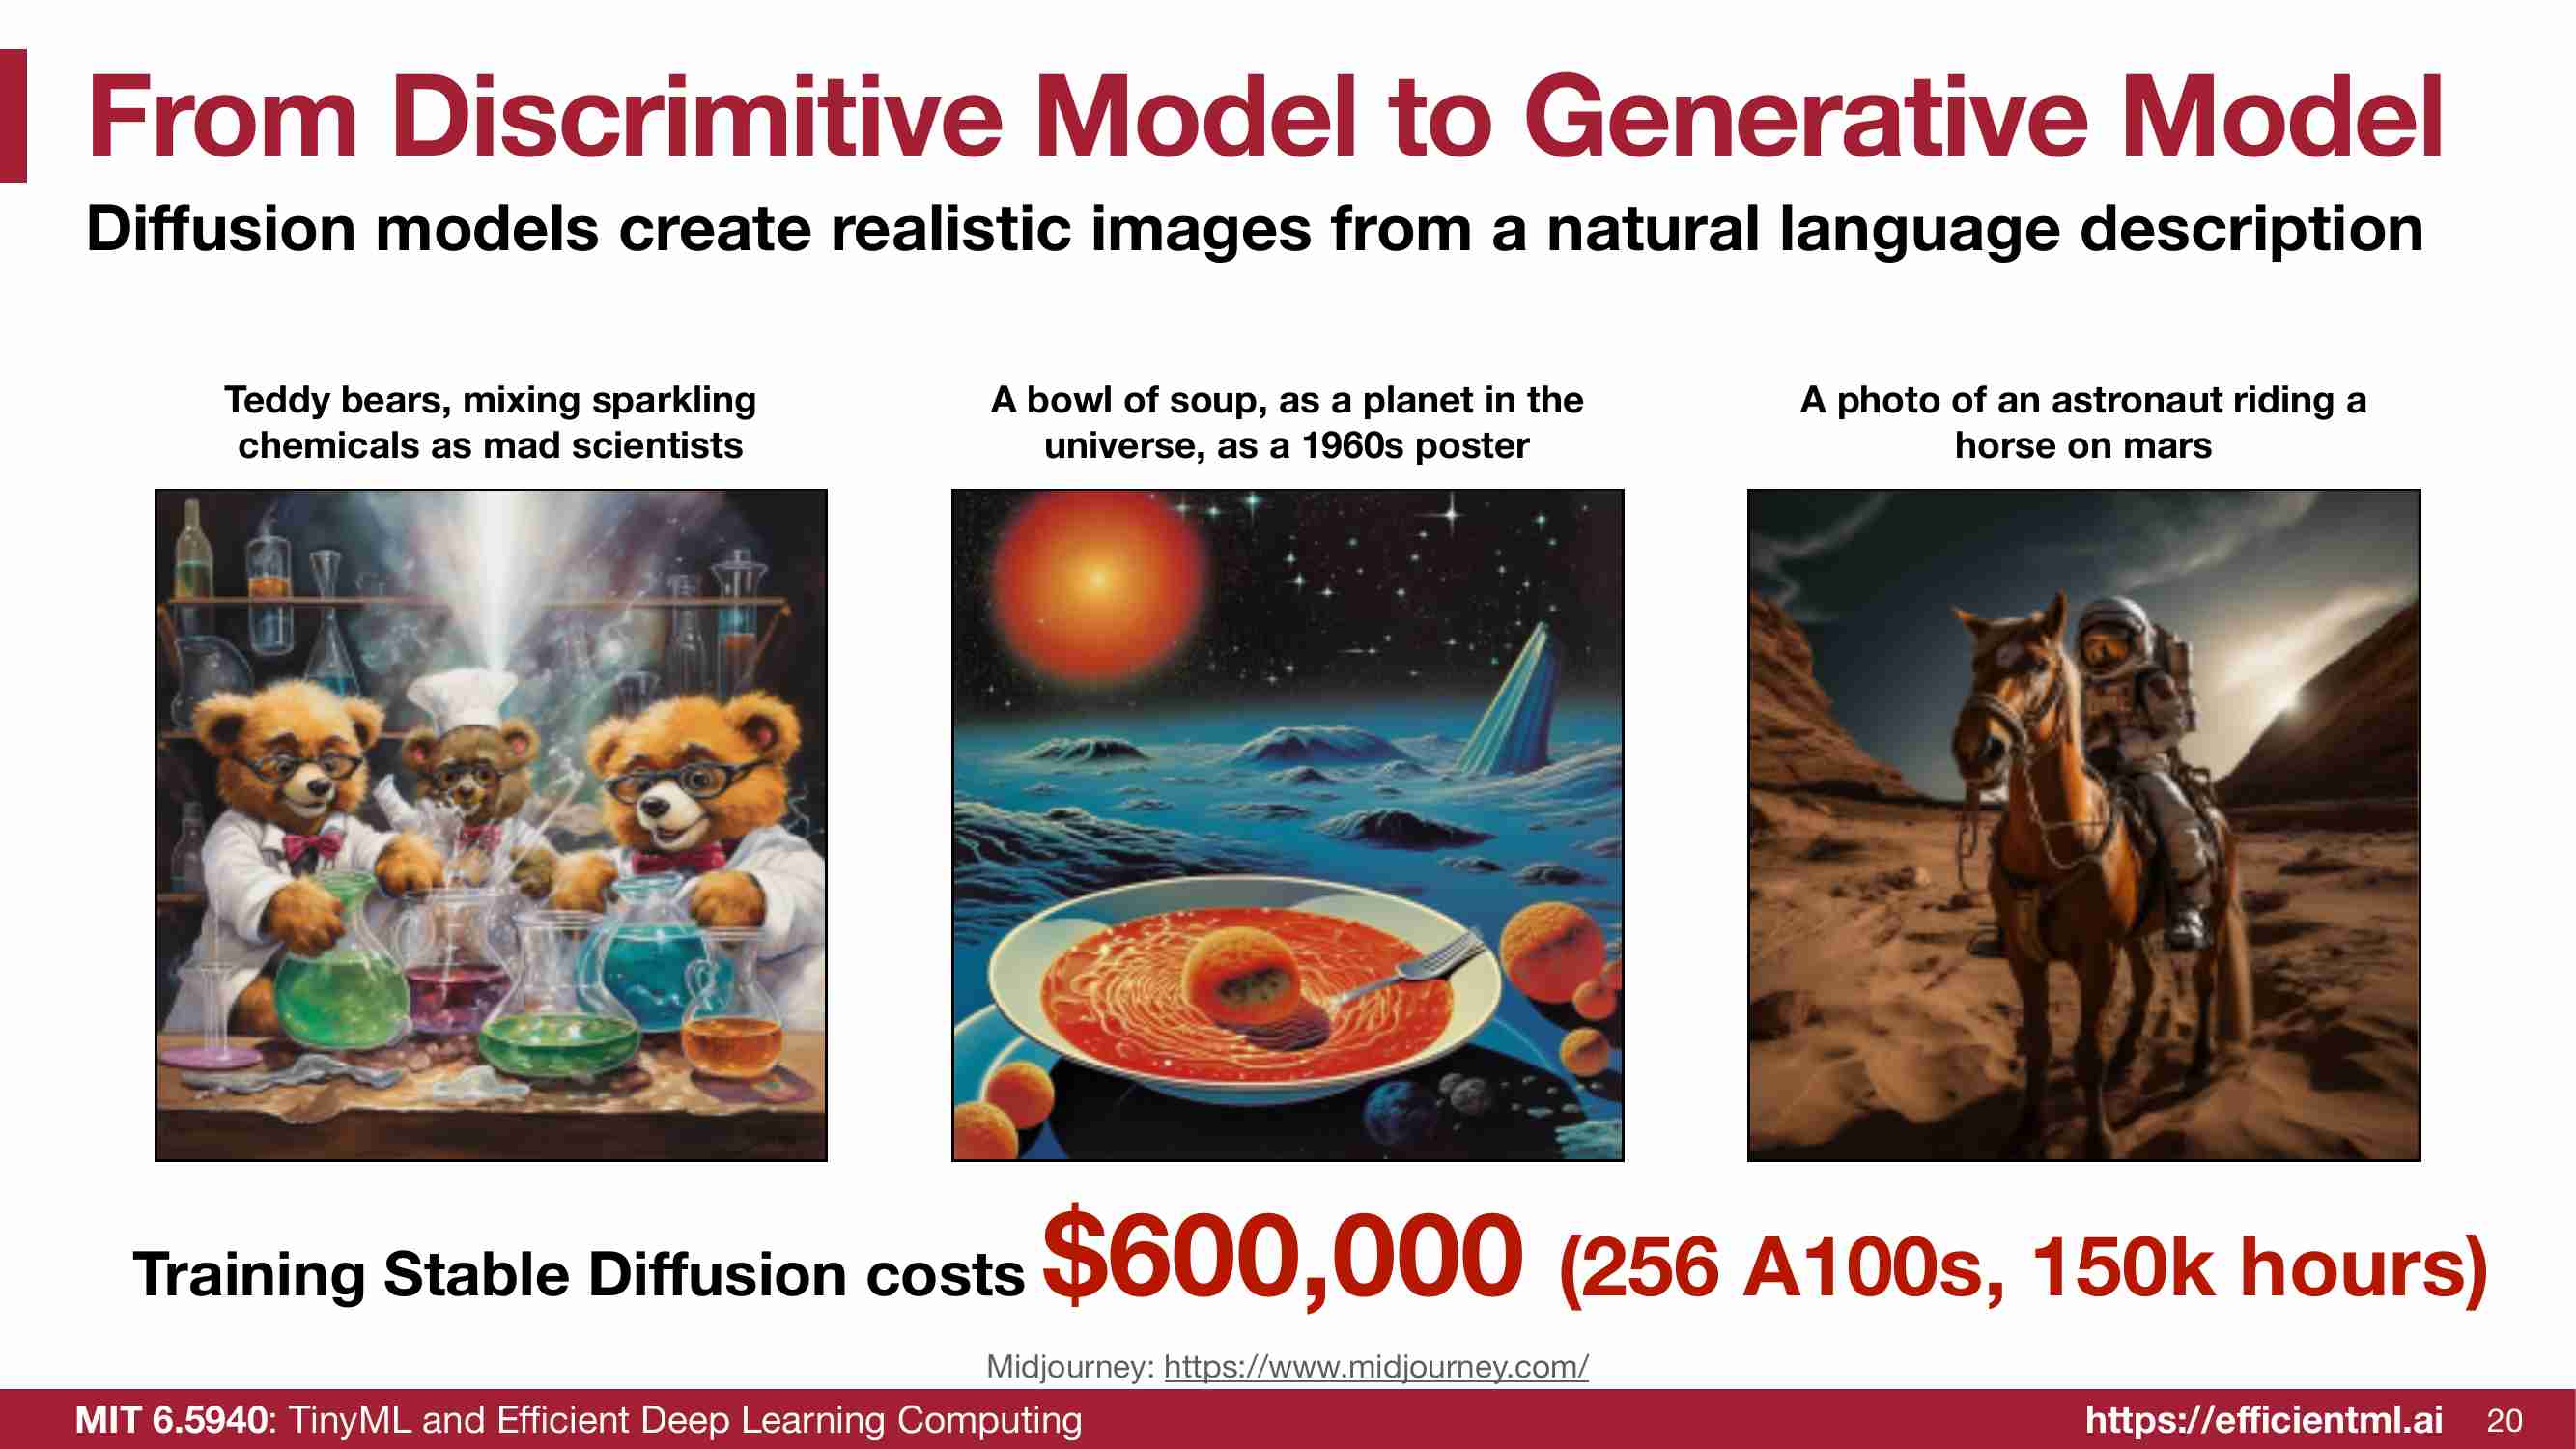 From Discrimitive Model to Generative Model
Diffusion models create realistic images from a natural language description
Teddy bears, mixing sparkling
chemicals as mad scientists
A bowl of soup, as a planet in the
universe, as a 1960s poster
A photo of an astronaut riding a
horse on mars
Training Stable Diffusion costs $600,000 (256 A100s, 150k hours)
Midjourney: https://www.midjourney.com/
MIT 6.5940: TinyML and Efficient Deep Learning Computing
https://efficientml.ai 20